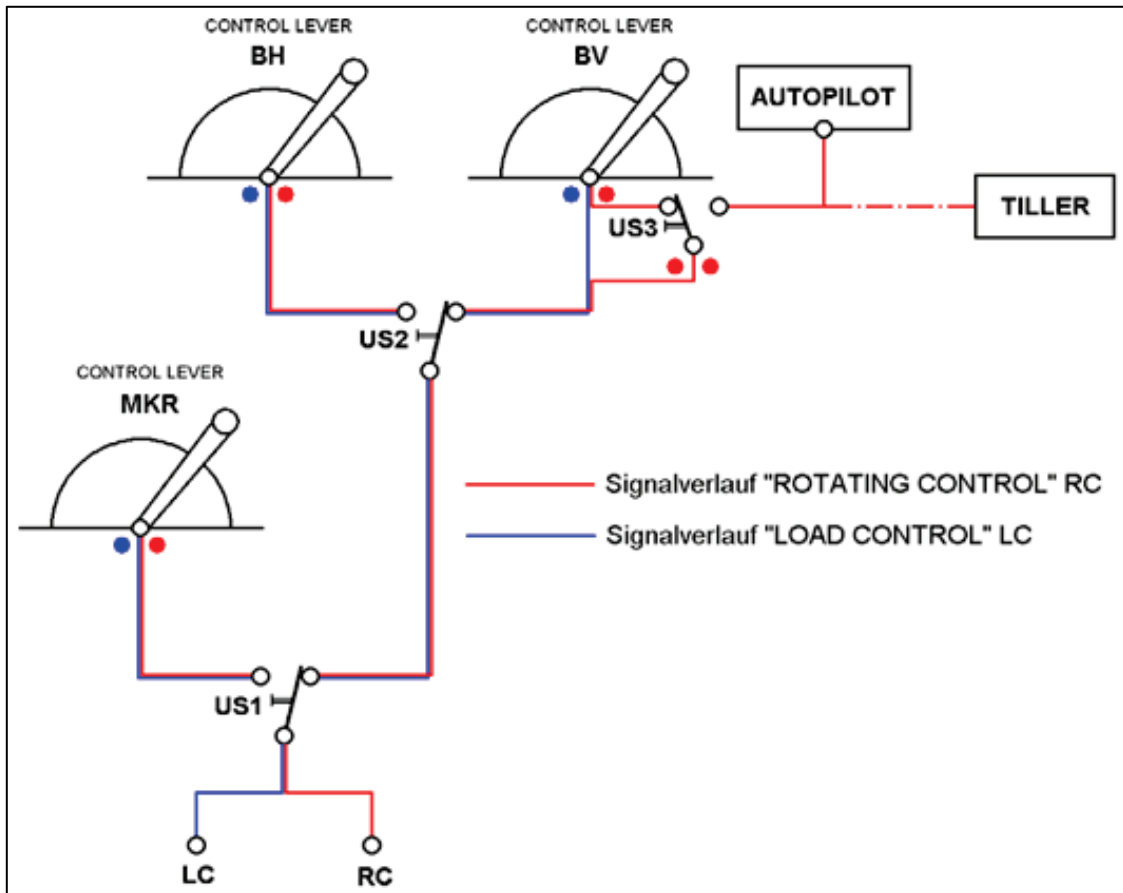 CONTROL LEVER
BH
CONTROL LEVER
BV
AUTOPILOT
TILLER
US3
US2
CONTROL LEVER
MKR
Signalverlauf "ROTATING CONTROL" RC
Signalverlauf "LOAD CONTROL" LC
US1
LC
RC